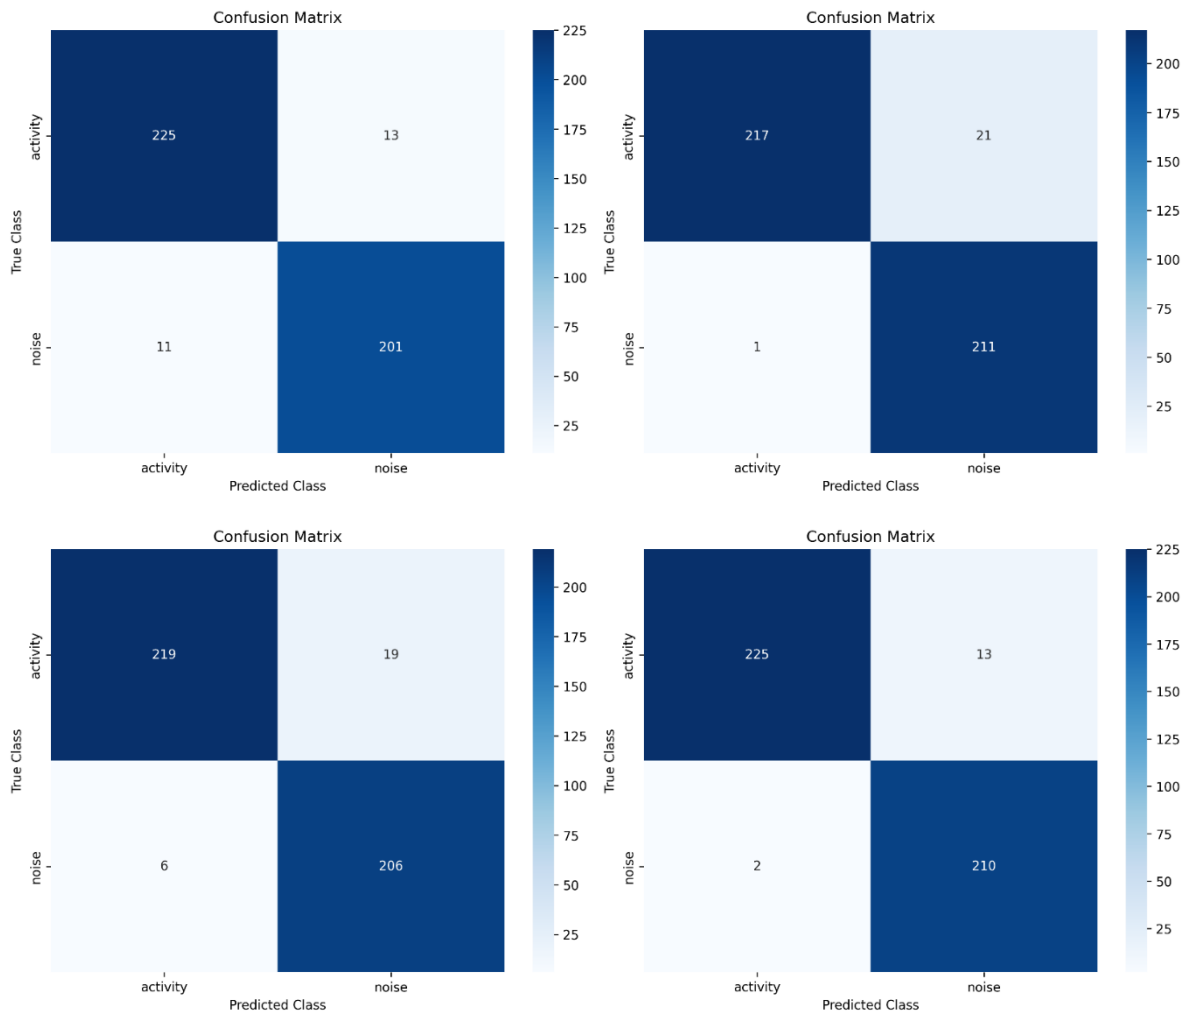 Confusion Matrix
225
200
175
150
125
100
75
50
25
activity
noise
True Class
225
13
11
201
activity
noise
Predicted Class
Confusion Matrix
200
175
150
125
100
75
50
25
activity
noise
True Class
217
21
1
211
activity
noise
Predicted Class
Confusion Matrix
200
175
150
125
100
75
50
25
activity
noise
True Class
219
19
6
206
activity
noise
Predicted Class
Confusion Matrix
225
200
175
150
125
100
75
50
25
activity
noise
True Class
225
13
2
210
activity
noise
Predicted Class